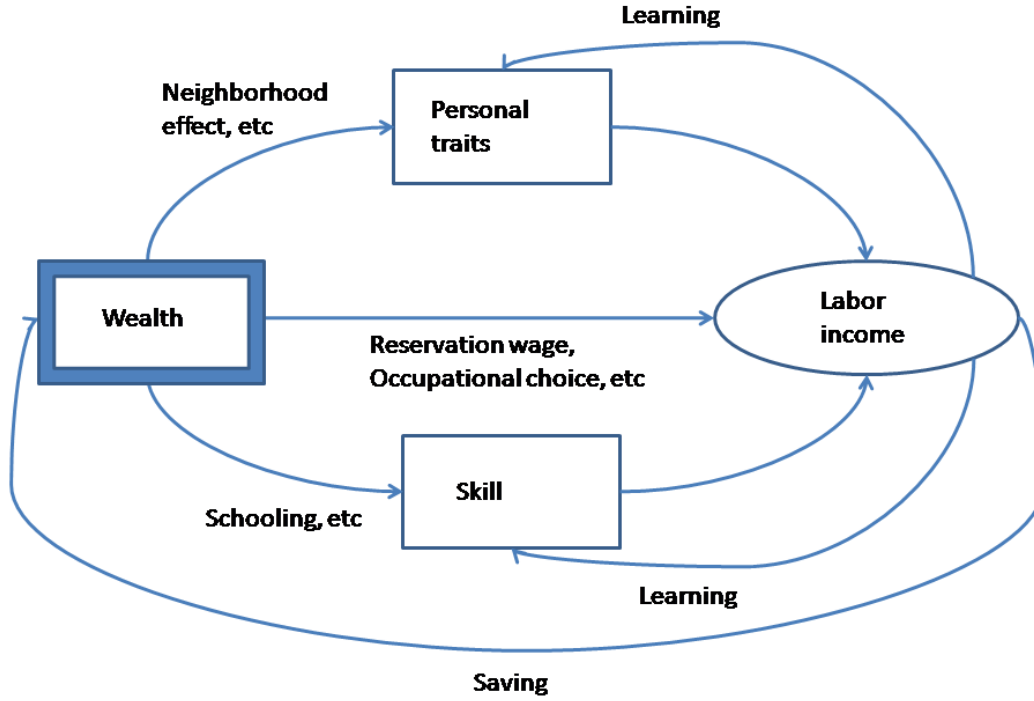 Learning
Neighborhood
effect, etc
Personal
traits
Wealth
Labor
income
Reservation wage,
Occupational choice, etc
Skill
Schooling, etc
Learning
Saving